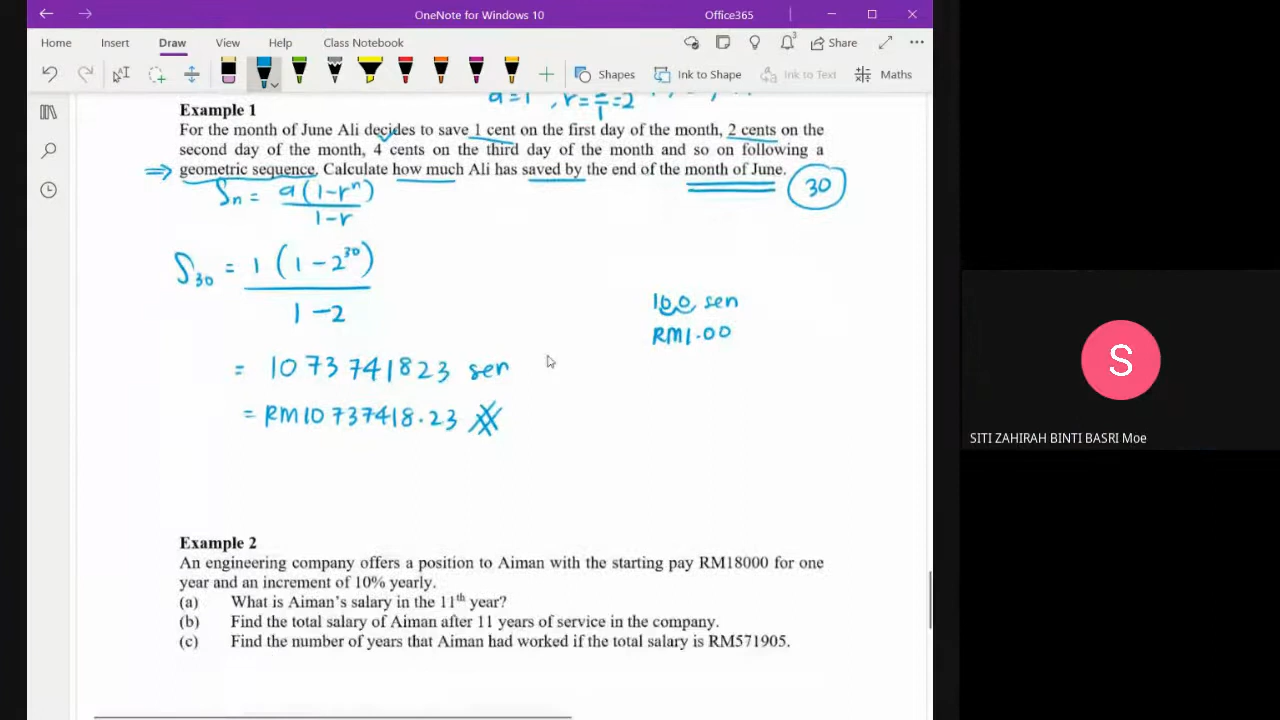 OneNote for Windows 10
Office365
Home Insert Draw View Help Class Notebook
3
Share
Shapes
Ink to Shape
Ink to Text
Maths
a = 1 , r = 2/1 = 2
Example 1
For the month of June Ali decides to save 1 cent on the first day of the month, 2 cents on the
second day of the month, 4 cents on the third day of the month and so on following a
⇒ geometric sequence. Calculate how much Ali has saved by the end of the month of June. 30
Sn = a(1-r^n)
1-r
S30 = 1(1-2^30)
1-2
100 sen
RM1.00
= 1073741823 sen
= RM10737418.23
Example 2
An engineering company offers a position to Aiman with the starting pay RM18000 for one
year and an increment of 10% yearly.
(a) What is Aiman's salary in the 11th year?
(b) Find the total salary of Aiman after 11 years of service in the company.
(c) Find the number of years that Aiman had worked if the total salary is RM571905.
S
SITI ZAHIRAH BINTI BASRI Moe